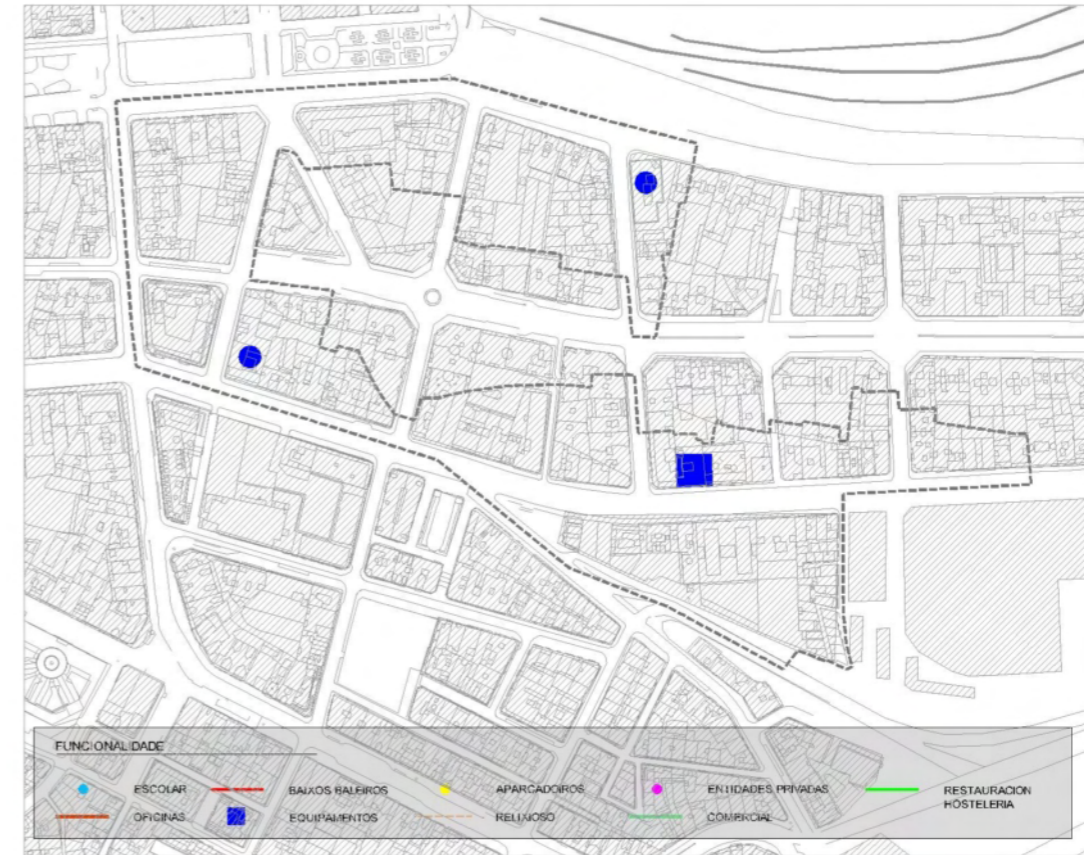 FUNCIONALIDADE
ESCOLAR
BAIXOS BALEIROS
APARCADOIROS
ENTIDADES PRIVADAS
RESTAURACION
HOSTELERIA
OFICINAS
EQUIPAMENTOS
RELIXIOSO
COMERCIAL